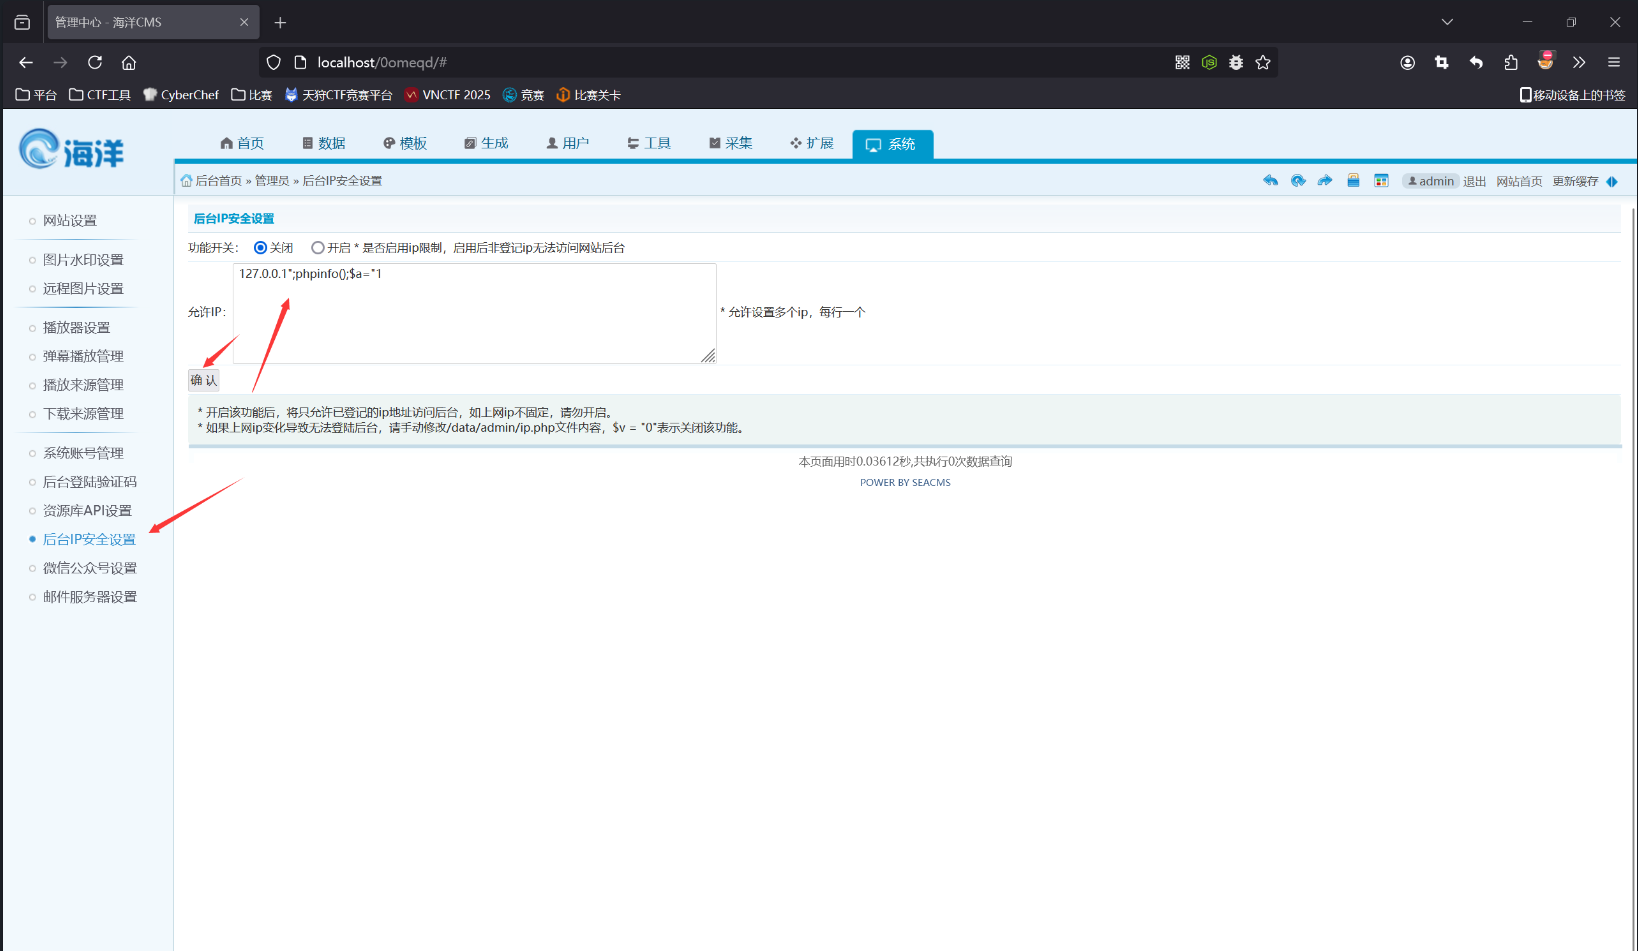 管理中心 - 海洋CMS
localhost/0omeqd/#
平台 CTF工具 CyberChef 比赛 天狩CTF竞赛平台 VNCTF 2025 竞赛 比赛关卡 移动设备上的书签
海洋
首页 数据 模板 生成 用户 工具 采集 扩展 系统
后台首页 » 管理员 » 后台IP安全设置
admin 退出 网站首页 更新缓存
网站设置
图片水印设置
远程图片设置
播放器设置
弹幕播放管理
播放来源管理
下载来源管理
系统账号管理
后台登陆验证码
资源库API设置
后台IP安全设置
微信公众号设置
邮件服务器设置
后台IP安全设置
功能开关： 关闭 开启 * 是否启用ip限制，启用后非登记ip无法访问网站后台
127.0.0.1";phpinfo();$a="1
允许IP： * 允许设置多个ip，每行一个
确 认
* 开启该功能后，将只允许已登记的ip地址访问后台，如上网ip不固定，请勿开启。
* 如果上网ip变化导致无法登陆后台，请手动修改/data/admin/ip.php文件内容，$v = "0"表示关闭该功能。
本页面用时0.03612秒,共执行0次数据查询
POWER BY SEACMS